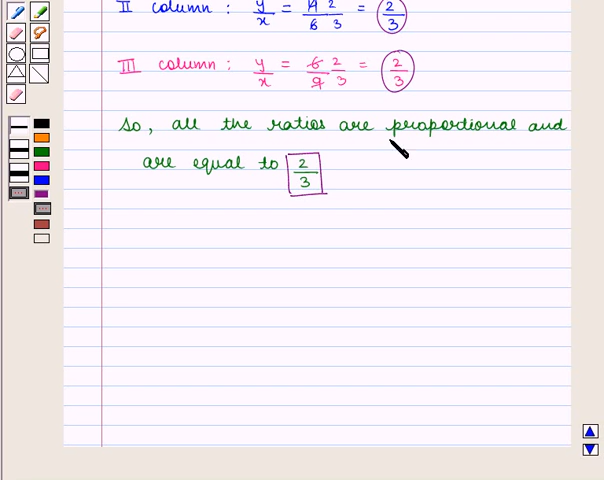 II column : y/x = 4/6 2/3 = 2/3
III column : y/x = 6/9 2/3 = 2/3
So, all the ratios are proportional and
are equal to 2/3